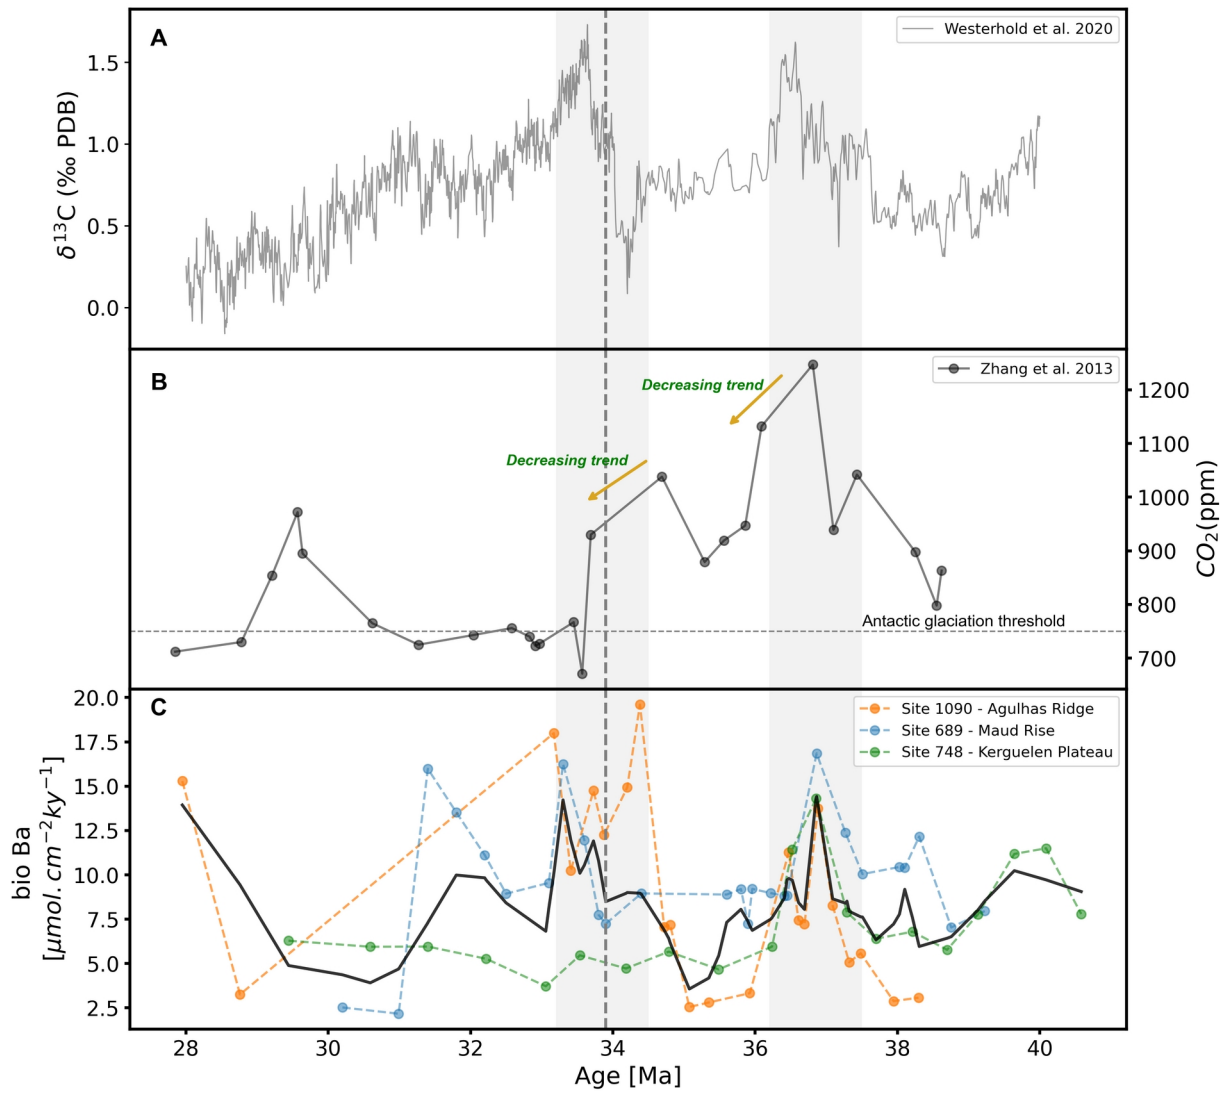 A
Westerhold et al. 2020
δ¹³C (‰ PDB)
1.5
1.0
0.5
0.0
B
Zhang et al. 2013
Decreasing trend
Decreasing trend
Antactic glaciation threshold
1200
1100
1000
900
800
700
CO₂(ppm)
C
Site 1090 - Agulhas Ridge
Site 689 - Maud Rise
Site 748 - Kerguelen Plateau
bio Ba
[μmol. cm⁻²ky⁻¹]
20.0
17.5
15.0
12.5
10.0
7.5
5.0
2.5
28 30 32 34 36 38 40
Age [Ma]